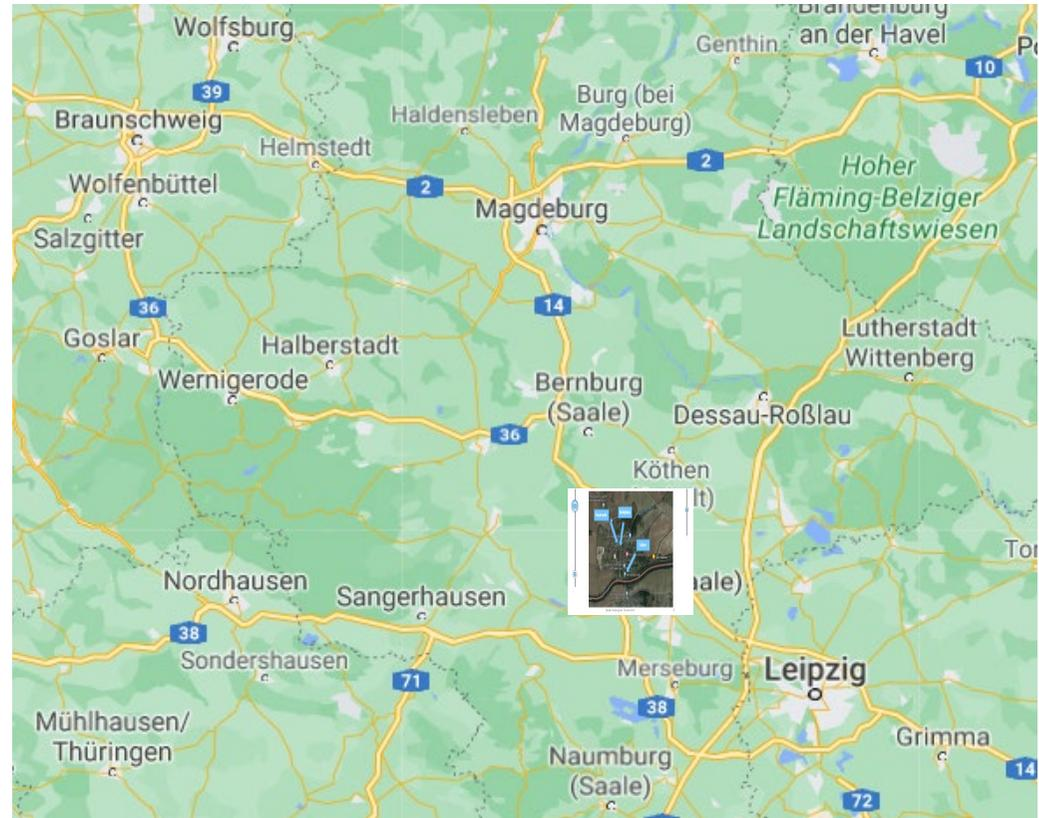 Wolfsburg
Brandenburg
an der Havel
Genthin
10
39
Burg (bei
Magdeburg)
Haldensleben
Braunschweig
Helmstedt
2
2
Hoher
Fläming-Belziger
Landschaftswiesen
Wolfenbüttel
Magdeburg
Salzgitter
36
14
Goslar
Halberstadt
Lutherstadt
Wittenberg
Wernigerode
Bernburg
(Saale)
Dessau-Roßlau
36
Köthen
lt)
Nordhausen
Sangerhausen
aale)
38
Sondershausen
71
Merseburg
Leipzig
38
Mühlhausen/
Thüringen
Naumburg
(Saale)
Grimma
14
72